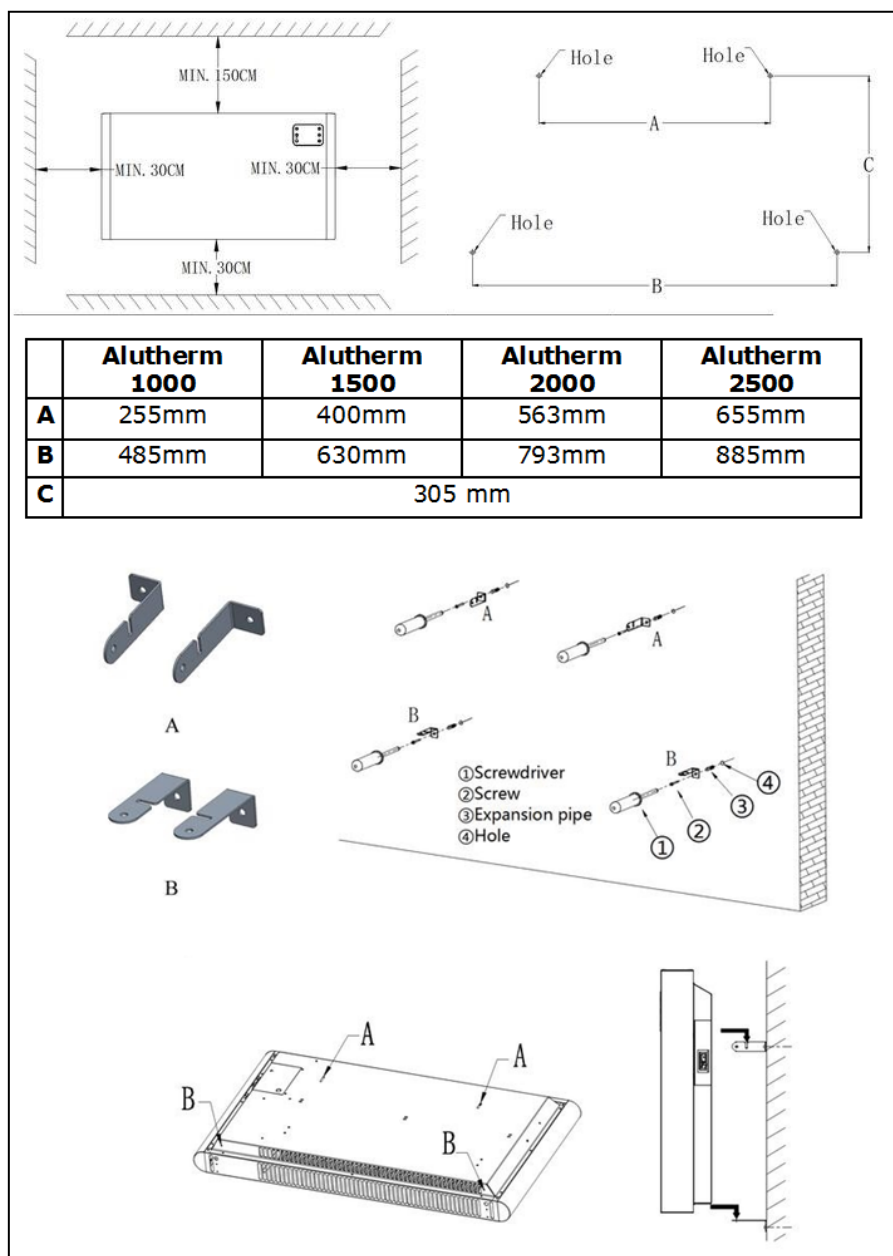 MIN. 150CM
MIN. 30CM
MIN. 30CM
MIN. 30CM
Hole
Hole
A
C
Hole
Hole
B
Alutherm 1000
Alutherm 1500
Alutherm 2000
Alutherm 2500
A 255mm 400mm 563mm 655mm
B 485mm 630mm 793mm 885mm
C 305 mm
A
B
A
A
B
B
①Screwdriver
②Screw
③Expansion pipe
④Hole
①
②
③
④
A
A
B
B